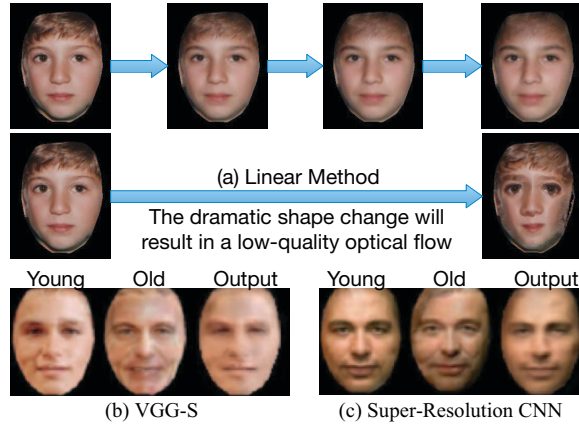 (a) Linear Method
The dramatic shape change will
result in a low-quality optical flow
Young Old Output Young Old Output
(b) VGG-S (c) Super-Resolution CNN